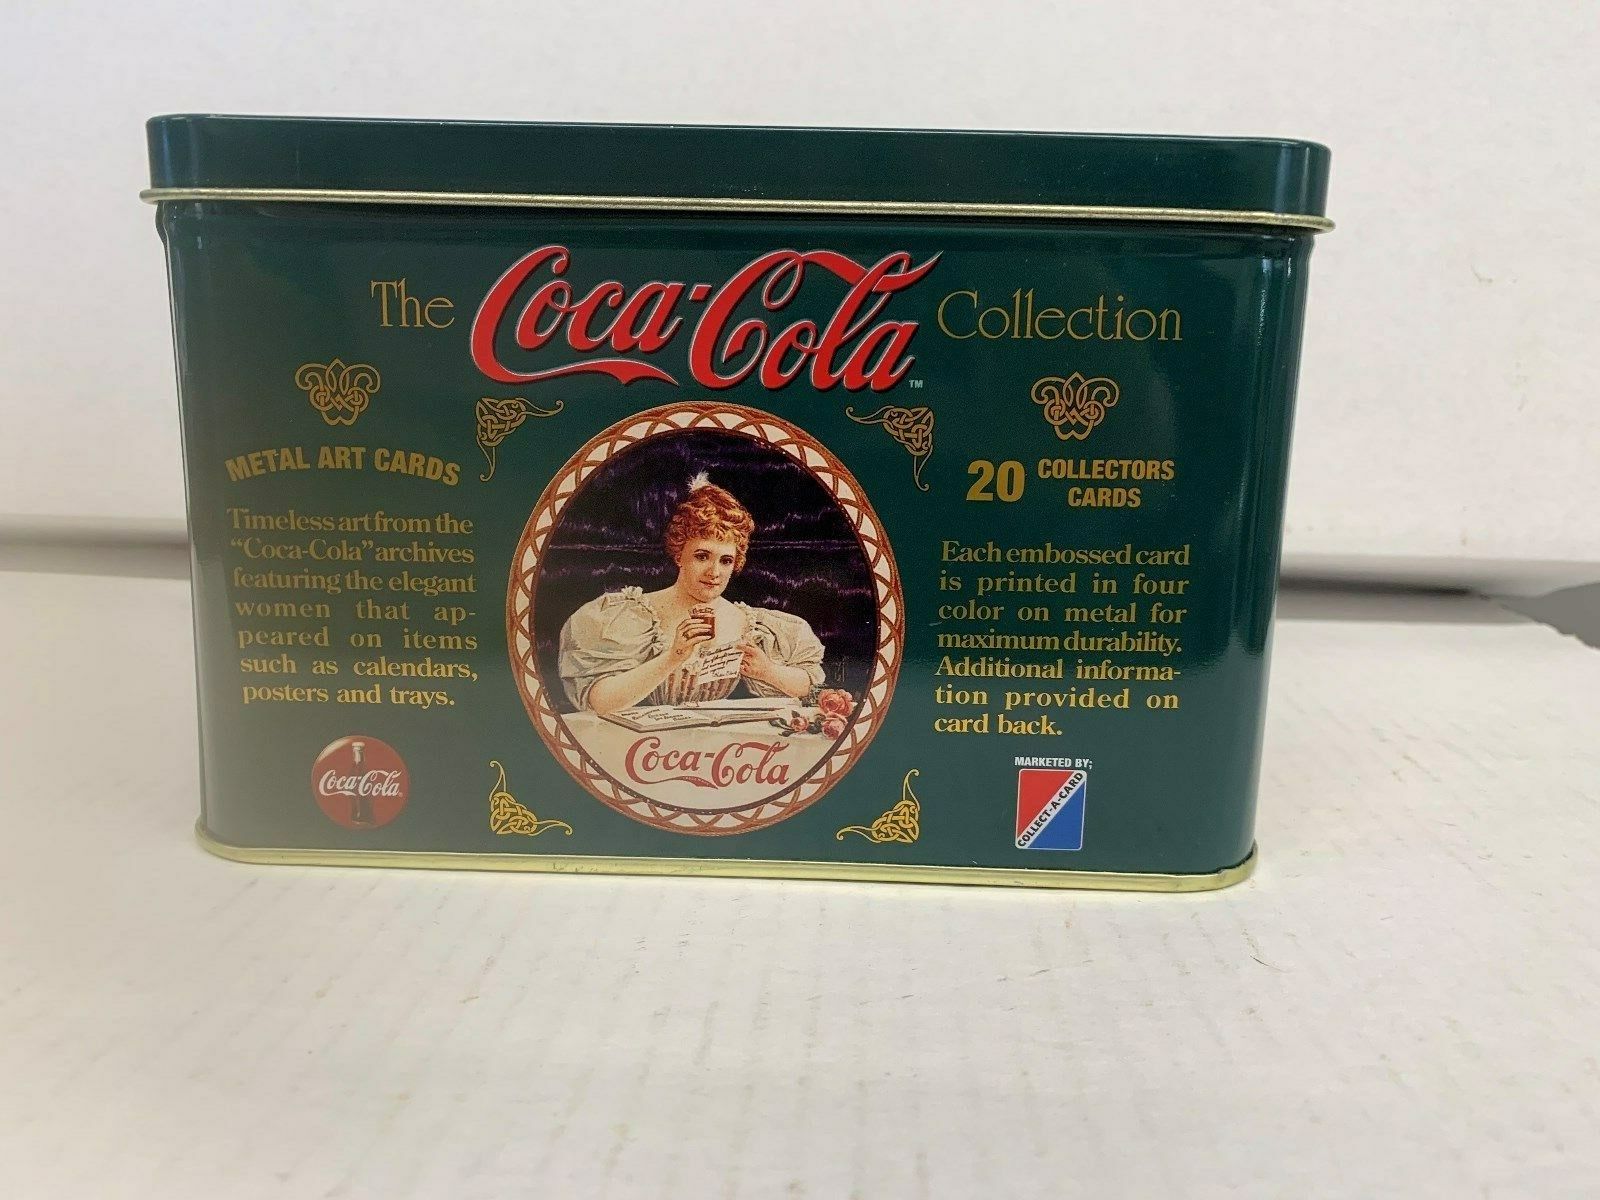 The Coca-Cola™ Collection
METAL ART CARDS
Timeless art from the
"Coca-Cola" archives
featuring the elegant
women that ap-
peared on items
such as calendars,
posters and trays.
Coca-Cola
Coca-Cola
20 COLLECTORS
CARDS
Each embossed card
is printed in four
color on metal for
maximum durability.
Additional informa-
tion provided on
card back.
MARKETED BY;
COLLECT-A-CARD